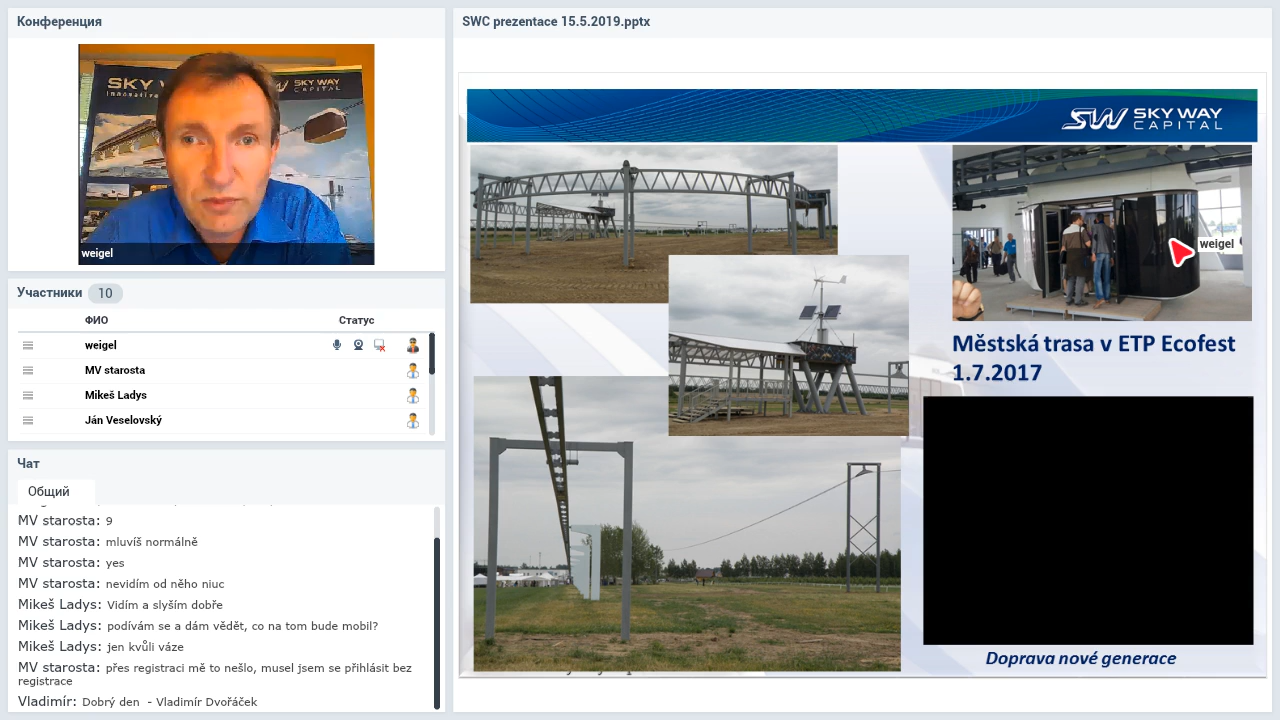 Конференция
SKY W
innovative
W SKY WAY
CAPITAL
weigel
Участники 10
ФИО Статус
weigel
MV starosta
Mikeš Ladys
Ján Veselovský
Чат
Общий
MV starosta: 9
MV starosta: mluvíš normálně
MV starosta: yes
MV starosta: nevidím od něho niuc
Mikeš Ladys: Vidím a slyším dobře
Mikeš Ladys: podívám se a dám vědět, co na tom bude mobil?
Mikeš Ladys: jen kvůli váze
MV starosta: přes registraci mě to nešlo, musel jsem se přihlásit bez
registrace
Vladimír: Dobrý den - Vladimír Dvořáček
SWC prezentace 15.5.2019.pptx
SW SKY WAY
CAPITAL
weigel
Městská trasa v ETP Ecofest
1.7.2017
Doprava nové generace